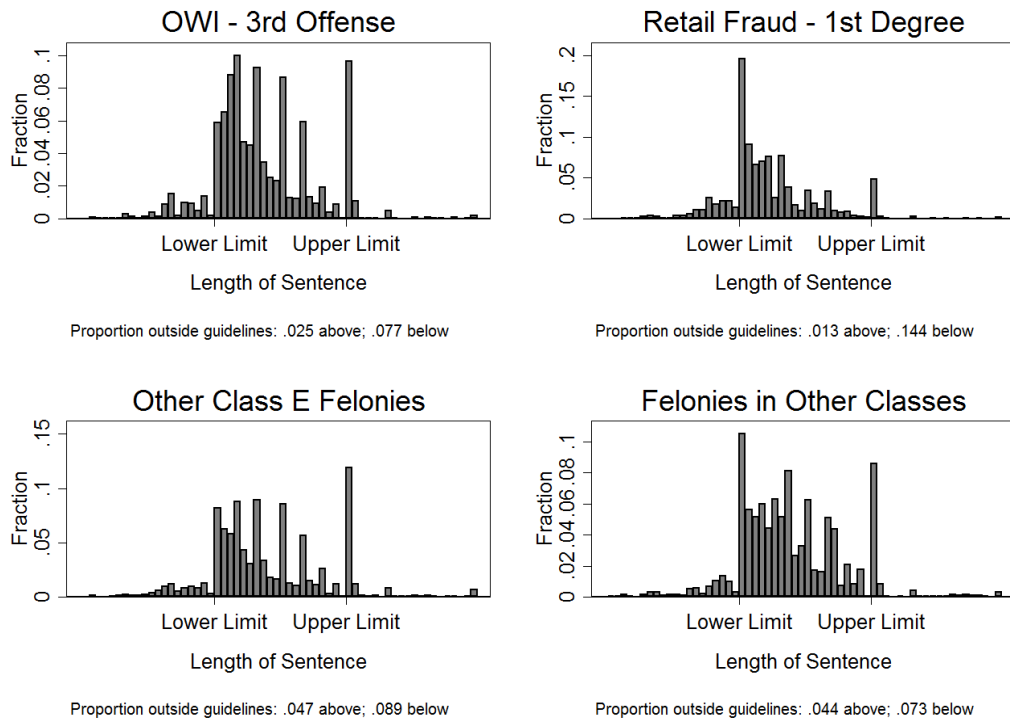 OWI - 3rd Offense
Fraction
0 .02 .04 .06 .08 .1
Lower Limit Upper Limit
Length of Sentence
Proportion outside guidelines: .025 above; .077 below
Retail Fraud - 1st Degree
Fraction
0 .05 .1 .15 .2
Lower Limit Upper Limit
Length of Sentence
Proportion outside guidelines: .013 above; .144 below
Other Class E Felonies
Fraction
0 .05 .1 .15
Lower Limit Upper Limit
Length of Sentence
Proportion outside guidelines: .047 above; .089 below
Felonies in Other Classes
Fraction
0 .02 .04 .06 .08 .1
Lower Limit Upper Limit
Length of Sentence
Proportion outside guidelines: .044 above; .073 below